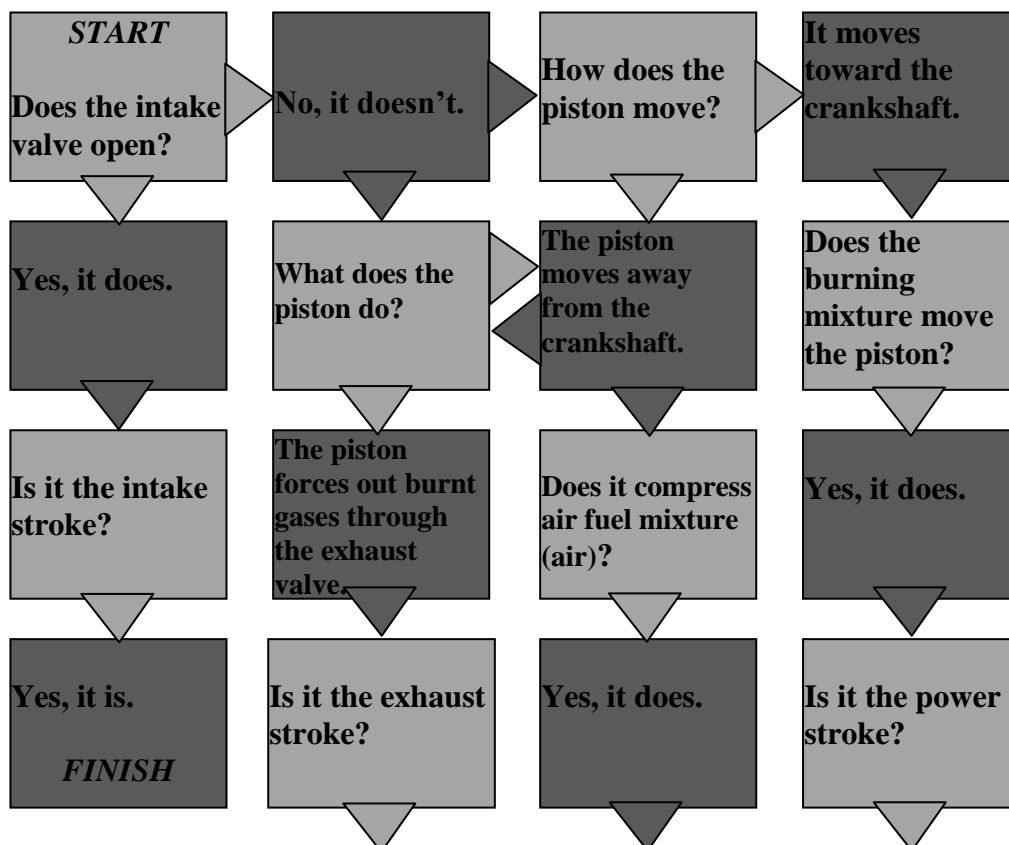 START
Does the intake
valve open?
No, it doesn't.
How does the
piston move?
It moves
toward the
crankshaft.
Yes, it does.
What does the
piston do?
The piston
moves away
from the
crankshaft.
Does the
burning
mixture move
the piston?
Is it the intake
stroke?
The piston
forces out burnt
gases through
the exhaust
valve.
Does it compress
air fuel mixture
(air)?
Yes, it does.
Yes, it is.
FINISH
Is it the exhaust
stroke?
Yes, it does.
Is it the power
stroke?